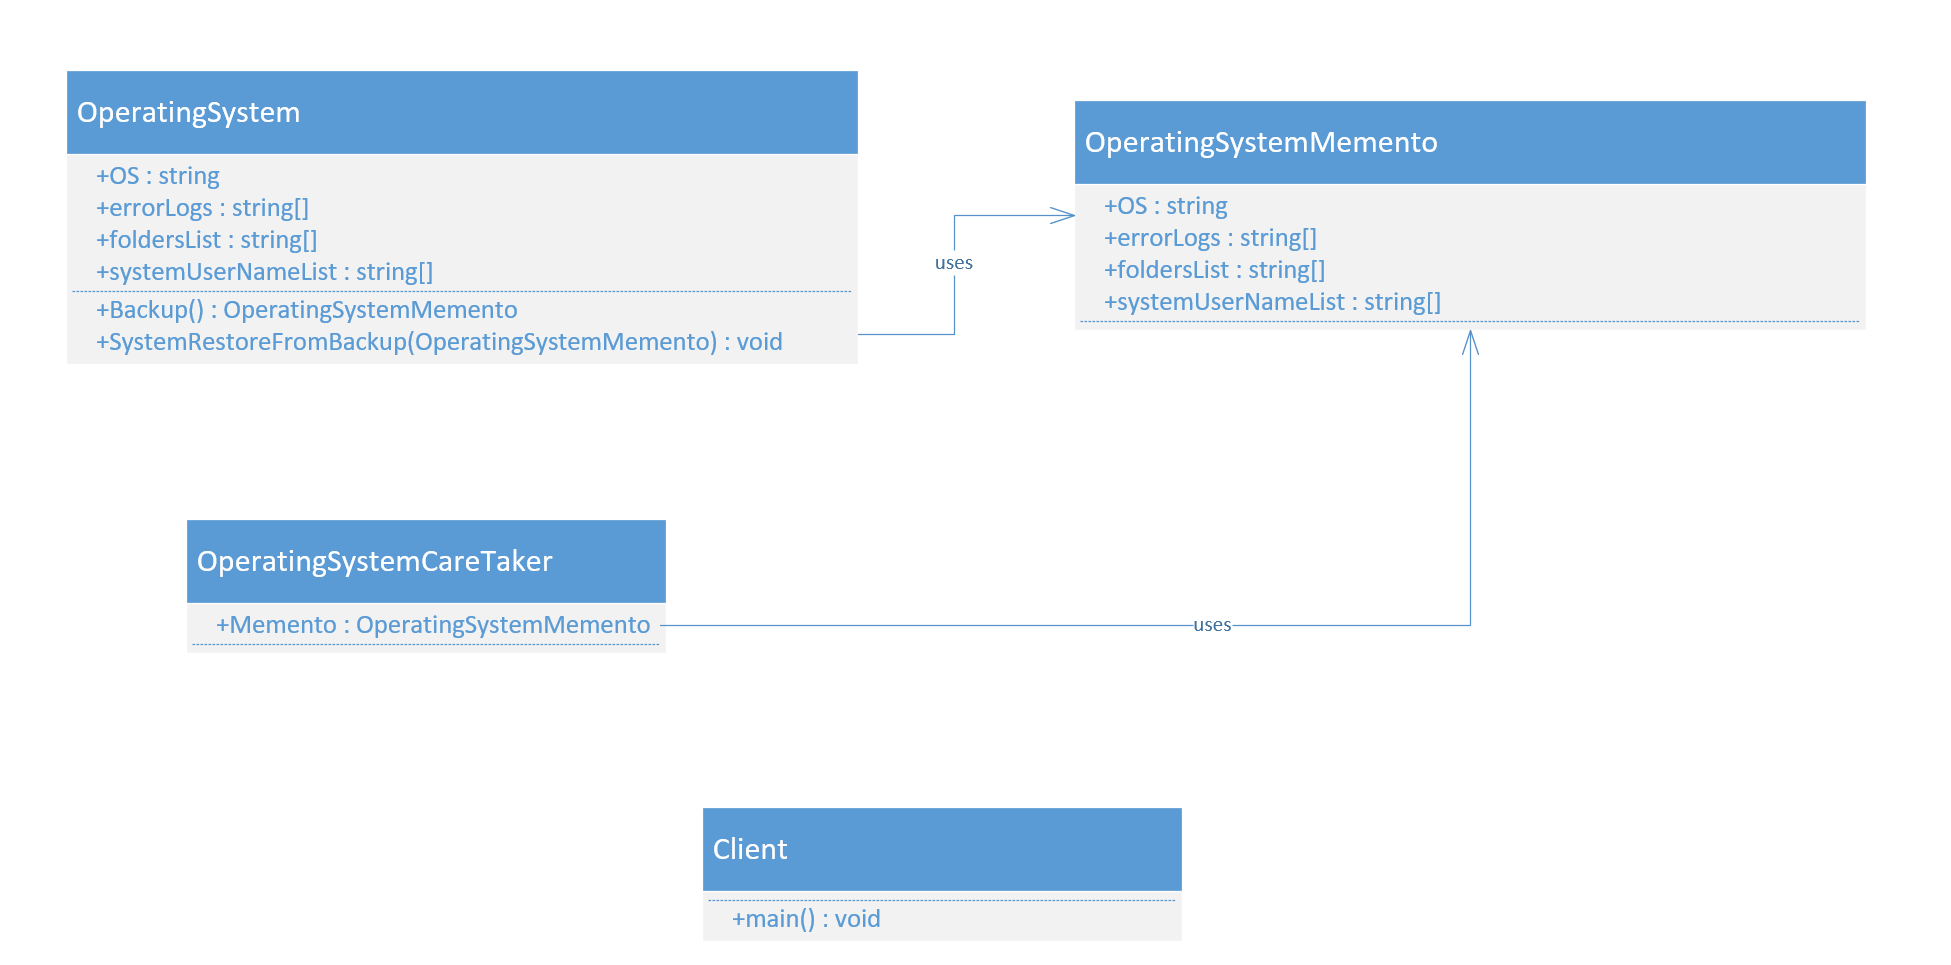 OperatingSystem
+OS : string
+errorLogs : string[]
+foldersList : string[]
+systemUserNameList : string[]
+Backup() : OperatingSystemMemento
+SystemRestoreFromBackup(OperatingSystemMemento) : void
uses
OperatingSystemMemento
+OS : string
+errorLogs : string[]
+foldersList : string[]
+systemUserNameList : string[]
OperatingSystemCareTaker
+Memento : OperatingSystemMemento
uses
Client
+main() : void